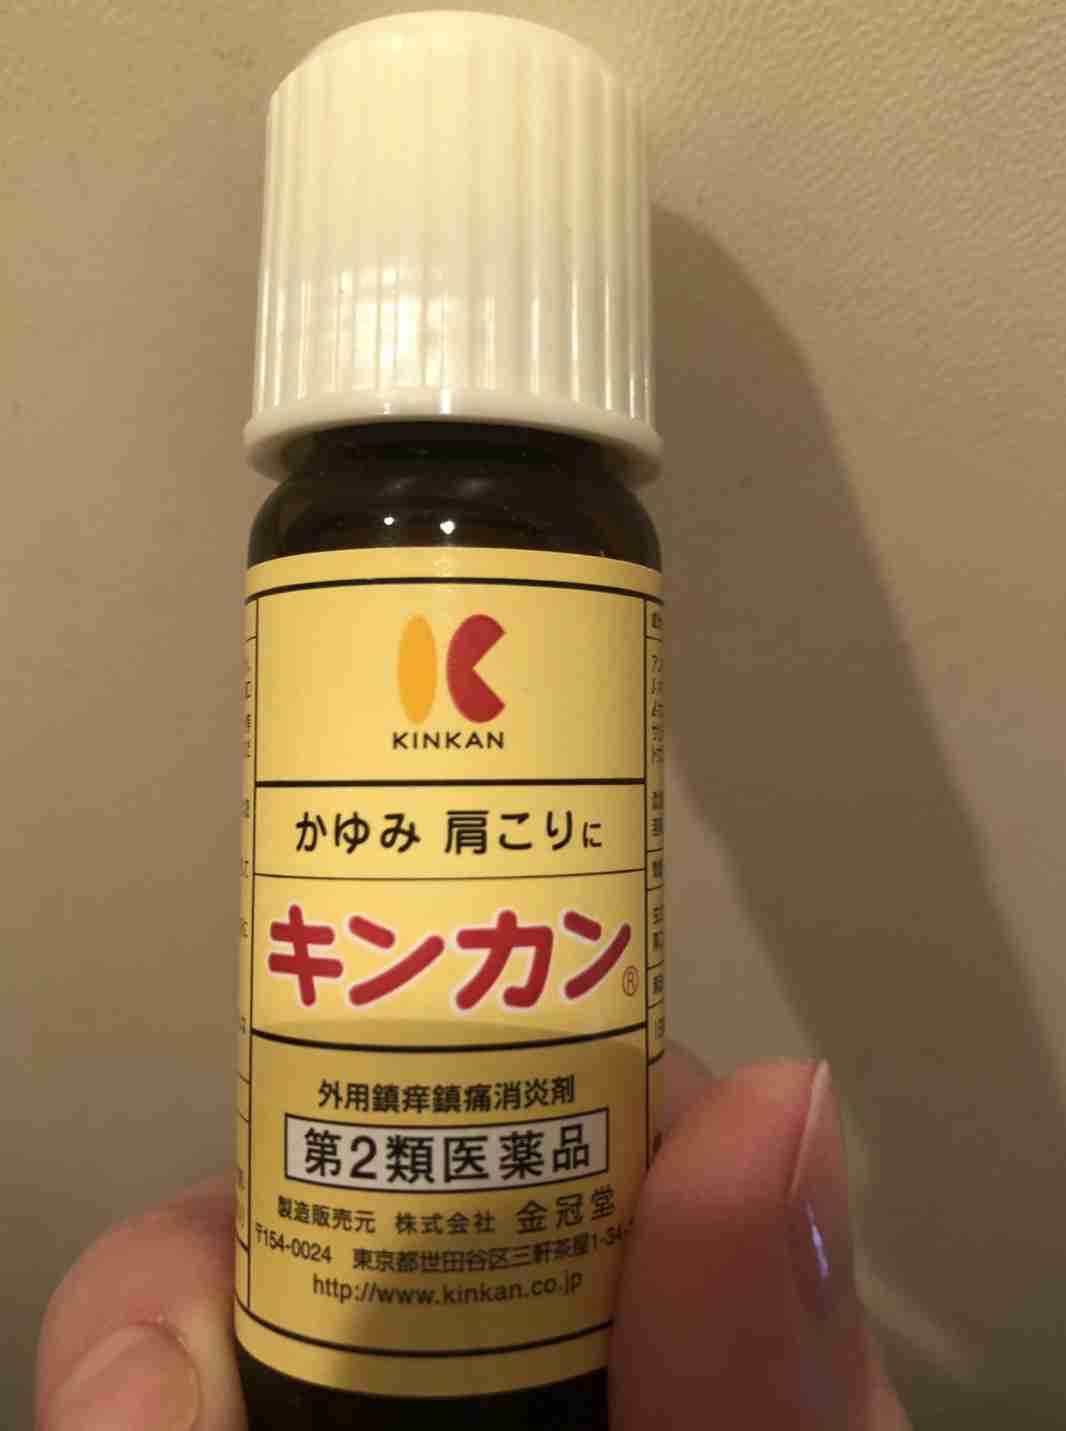 KINKAN
かゆみ 肩こりに
キンカン®
外用鎮痒鎮痛消炎剤
第2類医薬品
製造販売元 株式会社 金冠堂
〒154-0024 東京都世田谷区三軒茶屋1-34-
http://www.kinkan.co.jp